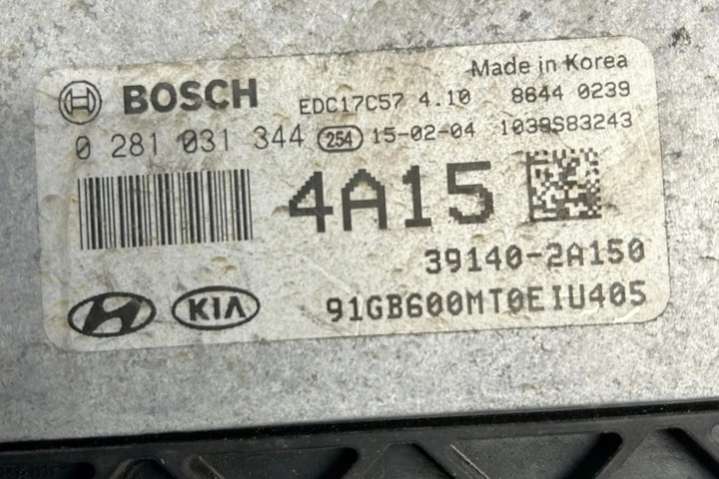 Made in Korea
BOSCH EDC17C57 4.10 8644 0239
0 281 031 344 254 15-02-04 1039S83243
4A15
39140-2A150
KIA 91GB600MT0EIU405